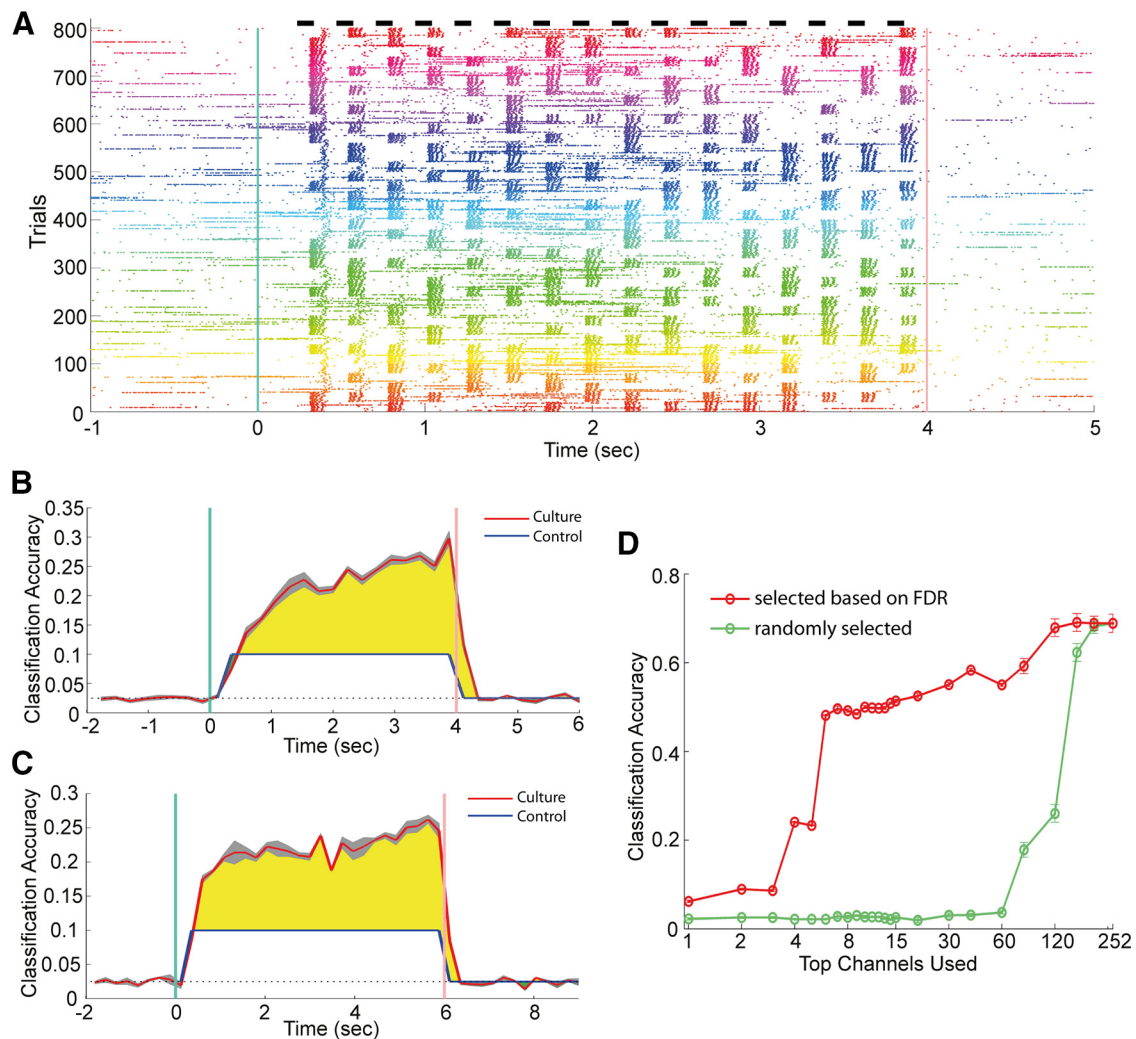 A
800
700
600
500
400
300
200
100
0
Trials
-1 0 1 2 3 4 5
Time (sec)
B
0.35
0.3
0.25
0.2
0.15
0.1
0.05
0
Classification Accuracy
Culture
Control
-2 -1 0 1 2 3 4 5 6
Time (sec)
C
0.3
0.25
0.2
0.15
0.1
0.05
0
Classification Accuracy
Culture
Control
-2 0 2 4 6 8
Time (sec)
D
0.8
0.6
0.4
0.2
0
Classification Accuracy
selected based on FDR
randomly selected
1 2 4 8 15 30 60 120 252
Top Channels Used